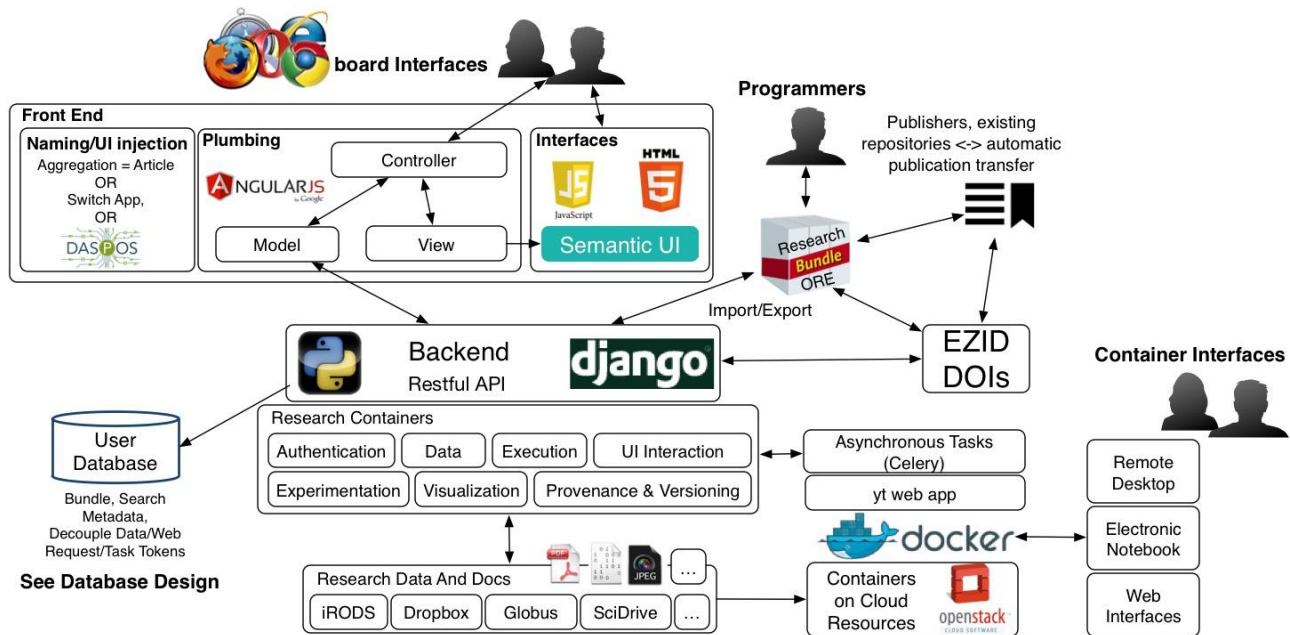 board Interfaces
Front End
Naming/UI injection
Aggregation = Article
OR
Switch App,
OR
DASPOS
Plumbing
Controller
ANGULARJS
by Google
Model
View
Interfaces
JS
JavaScript
HTML
5
Semantic UI
Programmers
Publishers, existing
repositories <-> automatic
publication transfer
Research
Bundle
ORE
Import/Export
Backend
Restful API
django
EZID
DOIs
Container Interfaces
User
Database
Bundle, Search
Metadata,
Decouple Data/Web
Request/Task Tokens
See Database Design
Research Containers
Authentication
Data
Execution
UI Interaction
Experimentation
Visualization
Provenance & Versioning
Asynchronous Tasks
(Celery)
yt web app
docker
Remote
Desktop
Electronic
Notebook
Web
Interfaces
Research Data And Docs
PDF
JPEG
...
iRODS
Dropbox
Globus
SciDrive
...
Containers
on Cloud
Resources
openstack
CLOUD SOFTWARE